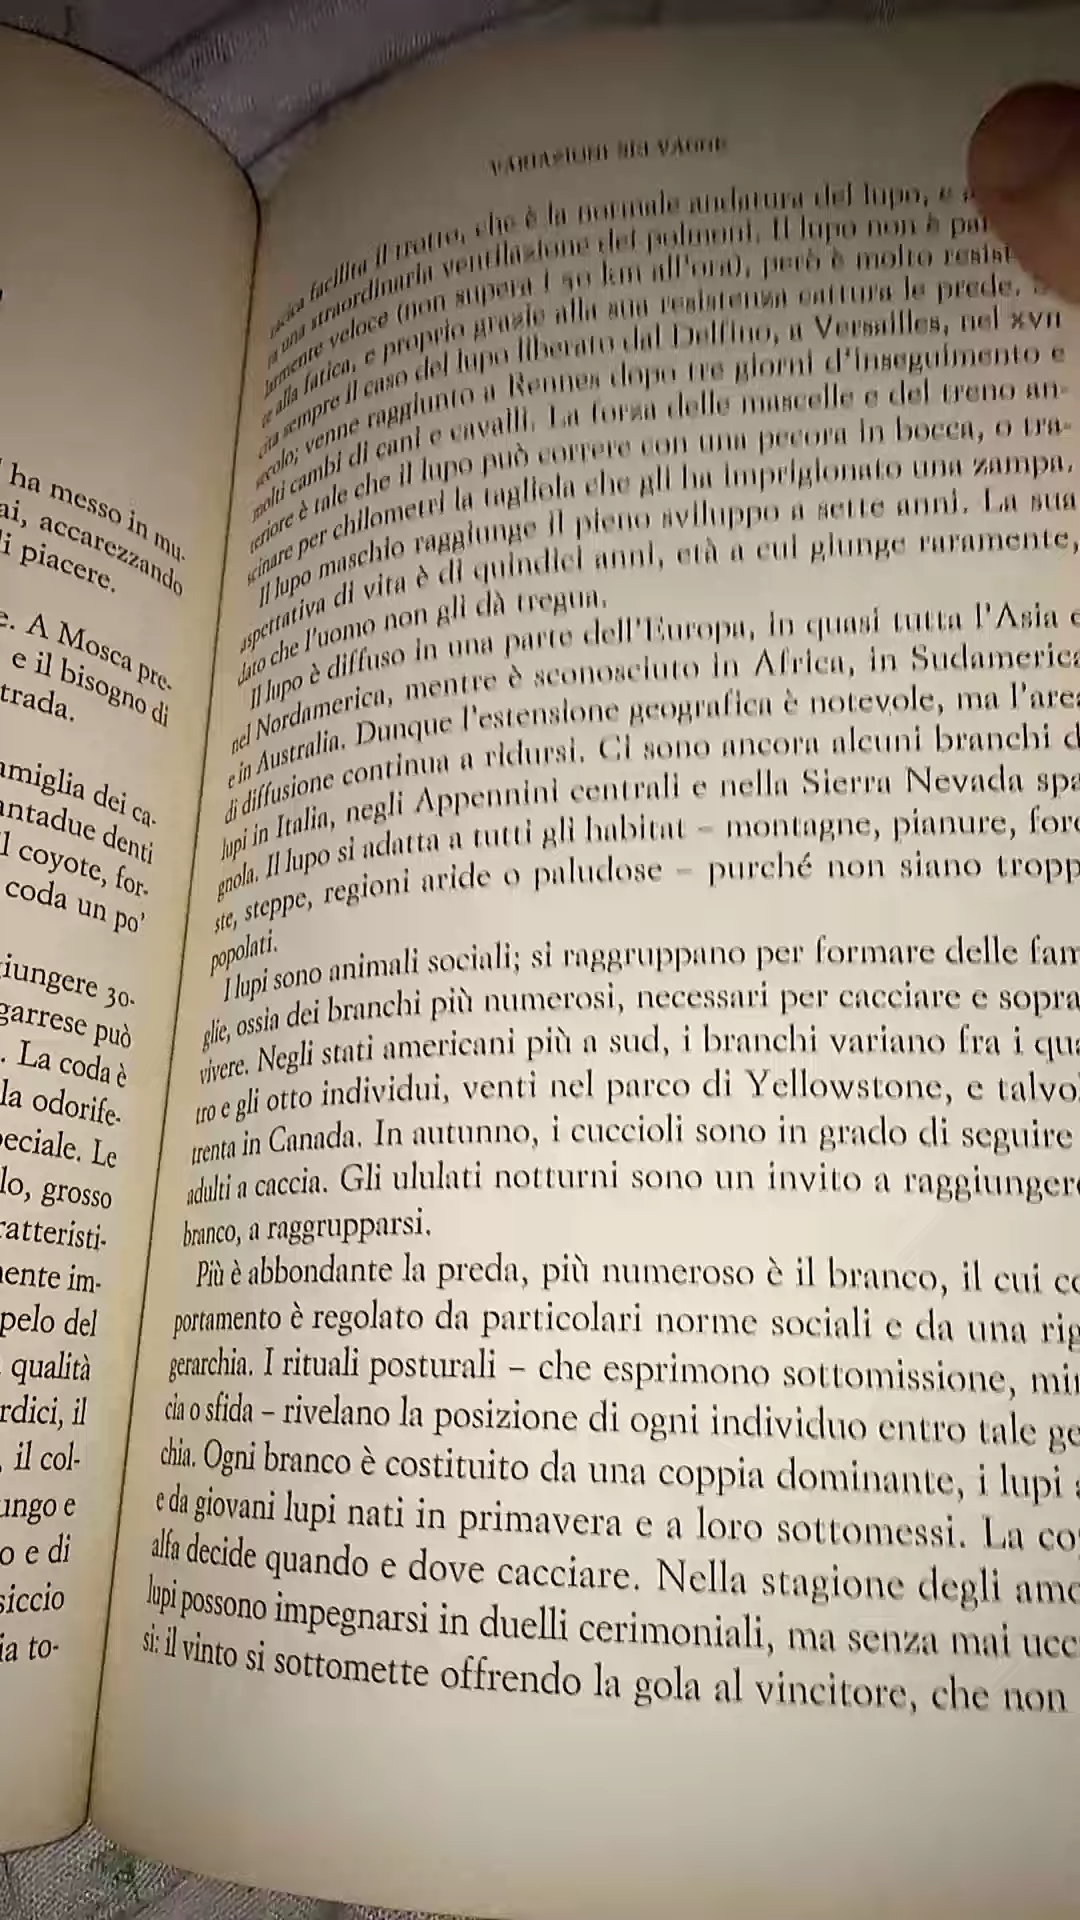 ha messo in mu-
ai, accarezzando
i piacere.
e. A Mosca pre-
e il bisogno di
trada.
amiglia dei ca-
antadue denti
l coyote, for-
coda un po'
giungere 30-
garrese può
. La coda è
la odorife-
peciale. Le
lo, grosso
ratteristi-
mente im-
pelo del
qualità
rdici, il
, il col-
ungo e
o e di
siccio
ia to-
VARIAZIONI SELVAGGE
racica facilita il trotto, che è la normale andatura del lupo, e
ra una straordinaria ventilazione dei polmoni. Il lupo non è par
larmente veloce (non supera i 50 km all'ora), però è molto resist
te alla fatica, e proprio grazie alla sua resistenza cattura le prede.
cita sempre il caso del lupo liberato dal Delfino, a Versailles, nel XVII
secolo; venne raggiunto a Rennes dopo tre giorni d'inseguimento e
molti cambi di cani e cavalli. La forza delle mascelle e del treno an-
teriore è tale che il lupo può correre con una pecora in bocca, o tra-
scinare per chilometri la tagliola che gli ha imprigionato una zampa.
Il lupo maschio raggiunge il pieno sviluppo a sette anni. La sua
aspettativa di vita è di quindici anni, età a cui giunge raramente,
dato che l'uomo non gli dà tregua.
Il lupo è diffuso in una parte dell'Europa, in quasi tutta l'Asia e
nel Nordamerica, mentre è sconosciuto in Africa, in Sudamerica
e in Australia. Dunque l'estensione geografica è notevole, ma l'area
di diffusione continua a ridursi. Ci sono ancora alcuni branchi d
lupi in Italia, negli Appennini centrali e nella Sierra Nevada spa
gnola. Il lupo si adatta a tutti gli habitat – montagne, pianure, fore
ste, steppe, regioni aride o paludose – purché non siano tropp
popolati.
I lupi sono animali sociali; si raggruppano per formare delle fam
glie, ossia dei branchi più numerosi, necessari per cacciare e sopra
vivere. Negli stati americani più a sud, i branchi variano fra i qua
tro e gli otto individui, venti nel parco di Yellowstone, e talvol
trenta in Canada. In autunno, i cuccioli sono in grado di seguire
adulti a caccia. Gli ululati notturni sono un invito a raggiungere
branco, a raggrupparsi.
Più è abbondante la preda, più numeroso è il branco, il cui co
portamento è regolato da particolari norme sociali e da una rig
gerarchia. I rituali posturali – che esprimono sottomissione, min
cia o sfida – rivelano la posizione di ogni individuo entro tale ge
chia. Ogni branco è costituito da una coppia dominante, i lupi a
e da giovani lupi nati in primavera e a loro sottomessi. La co
alfa decide quando e dove cacciare. Nella stagione degli amo
lupi possono impegnarsi in duelli cerimoniali, ma senza mai ucc
si: il vinto si sottomette offrendo la gola al vincitore, che non